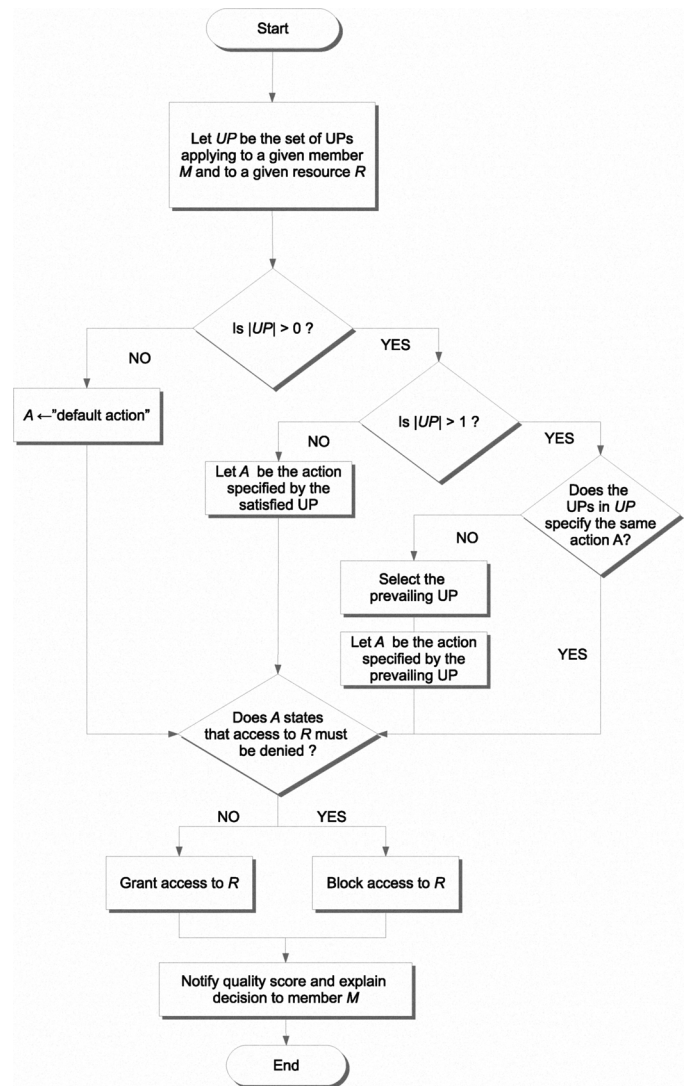 Start
Let UP be the set of UPs
applying to a given member
M and to a given resource R
Is |UP| > 0 ?
NO
YES
A ←"default action"
Is |UP| > 1 ?
NO
YES
Let A be the action
specified by the
satisfied UP
Does the
UPs in UP
specify the same
action A?
NO
Select the
prevailing UP
Let A be the action
specified by the
prevailing UP
YES
Does A states
that access to R must
be denied ?
NO
YES
Grant access to R
Block access to R
Notify quality score and explain
decision to member M
End